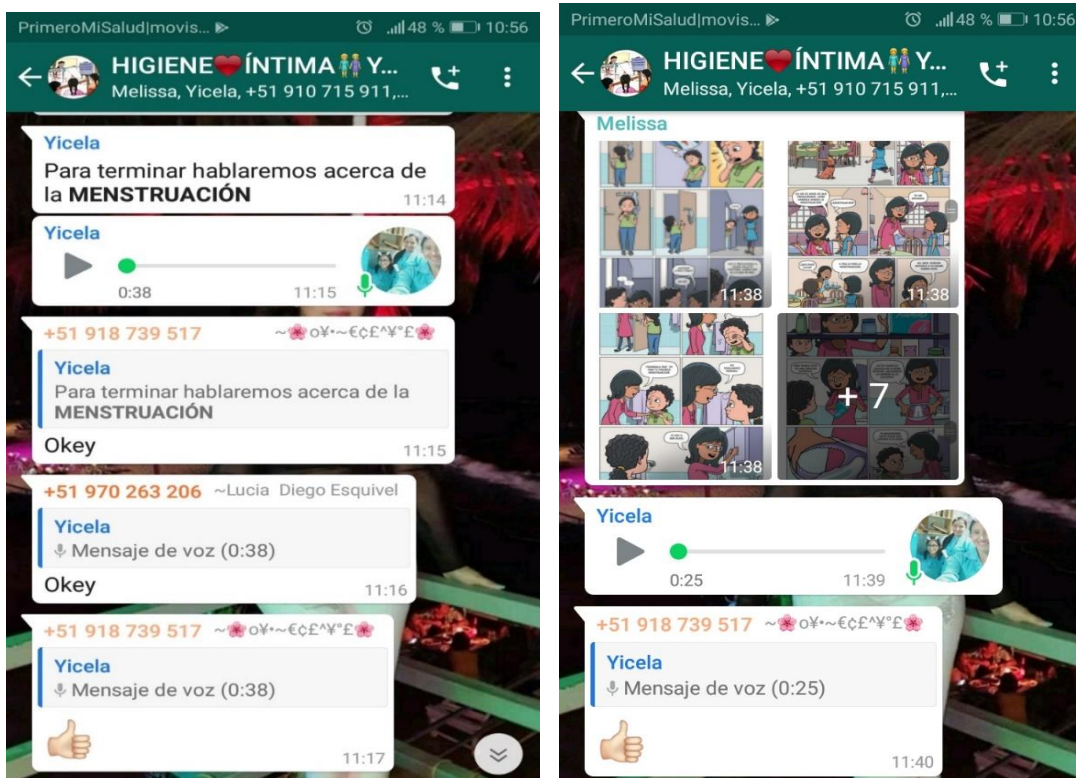 PrimeroMiSalud|movis... 48 % 10:56
HIGIENE❤️ÍNTIMA👫Y...
Melissa, Yicela, +51 910 715 911,...
Yicela
Para terminar hablaremos acerca de
la MENSTRUACIÓN 11:14
Yicela
0:38 11:15
+51 918 739 517 ~🌸o¥•~€¢£^¥°£🌸
Yicela
Para terminar hablaremos acerca de la
MENSTRUACIÓN
Okey 11:15
+51 970 263 206 ~Lucia Diego Esquivel
Yicela
Mensaje de voz (0:38)
Okey 11:16
+51 918 739 517 ~🌸o¥•~€¢£^¥°£🌸
Yicela
Mensaje de voz (0:38)
👍🏻 11:17
PrimeroMiSalud|movis... 48 % 10:56
HIGIENE❤️ÍNTIMA👫Y...
Melissa, Yicela, +51 910 715 911,...
Melissa
11:38 11:38
11:38 + 7
Yicela
0:25 11:39
+51 918 739 517 ~🌸o¥•~€¢£^¥°£🌸
Yicela
Mensaje de voz (0:25)
👍🏻 11:40